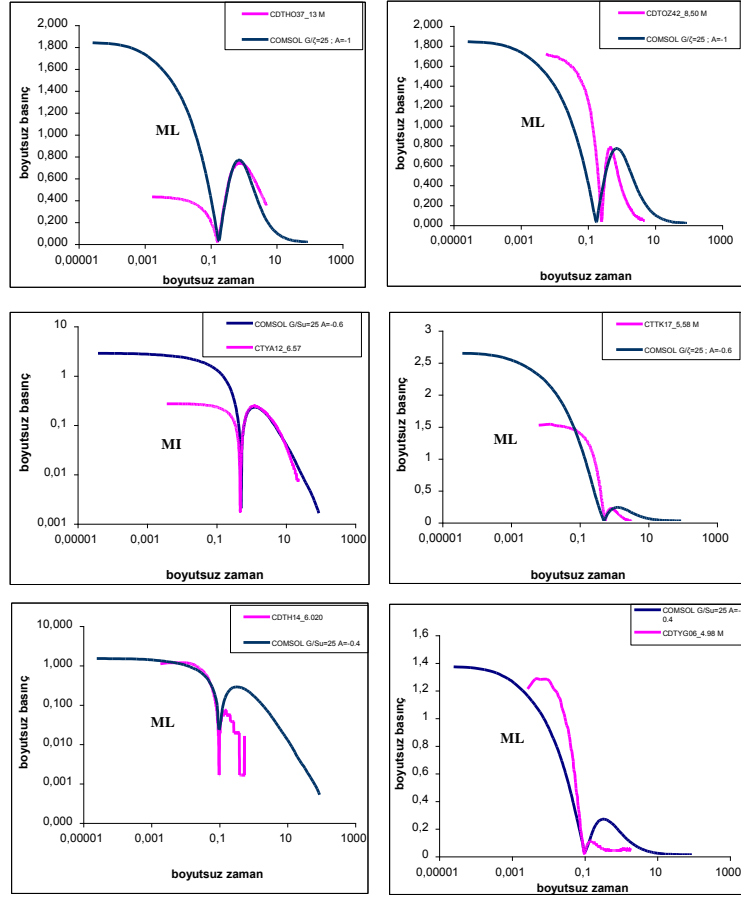 CDTHO37_13 M
COMSOL G/ζ=25 ; A=-1
2,000
1,800
1,600
1,400
1,200
1,000
0,800
0,600
0,400
0,200
0,000
boyutsuz basınç
ML
0,00001 0,001 0,1 10 1000
boyutsuz zaman
CDTOZ42_8,50 M
COMSOL G/ζ=25 ; A=-1
2,000
1,800
1,600
1,400
1,200
1,000
0,800
0,600
0,400
0,200
0,000
boyutsuz basınç
ML
0,00001 0,001 0,1 10 1000
boyutsuz zaman
COMSOL G/Su=25 A=-0.6
CTYA12_6.57
10
1
0,1
0,01
0,001
boyutsuz basınç
MI
0,00001 0,001 0,1 10 1000
boyutsuz zaman
CTTK17_5,58 M
COMSOL G/ζ=25 ; A=-0.6
3
2,5
2
1,5
1
0,5
0
boyutsuz basınç
ML
0,00001 0,001 0,1 10 1000
boyutsuz zaman
CDTH14_6.020
COMSOL G/Su=25 A=-0.4
10,000
1,000
0,100
0,010
0,001
0,000
boyutsuz basınç
ML
0,00001 0,001 0,1 10 1000
boyutsuz zaman
COMSOL G/Su=25 A=-
0.4
CDTYG06_4.98 M
1,6
1,4
1,2
1
0,8
0,6
0,4
0,2
0
boyutsuz basınç
ML
0,00001 0,001 0,1 10 1000
boyutsuz zaman